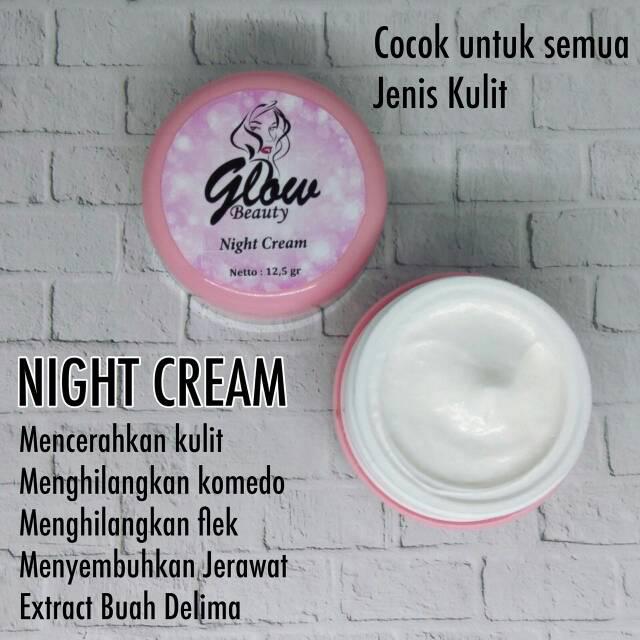 Cocok untuk semua
Jenis Kulit
Glow
Beauty
Night Cream
Netto : 12,5 gr
NIGHT CREAM
Mencerahkan kulit
Menghilangkan komedo
Menghilangkan flek
Menyembuhkan Jerawat
Extract Buah Delima